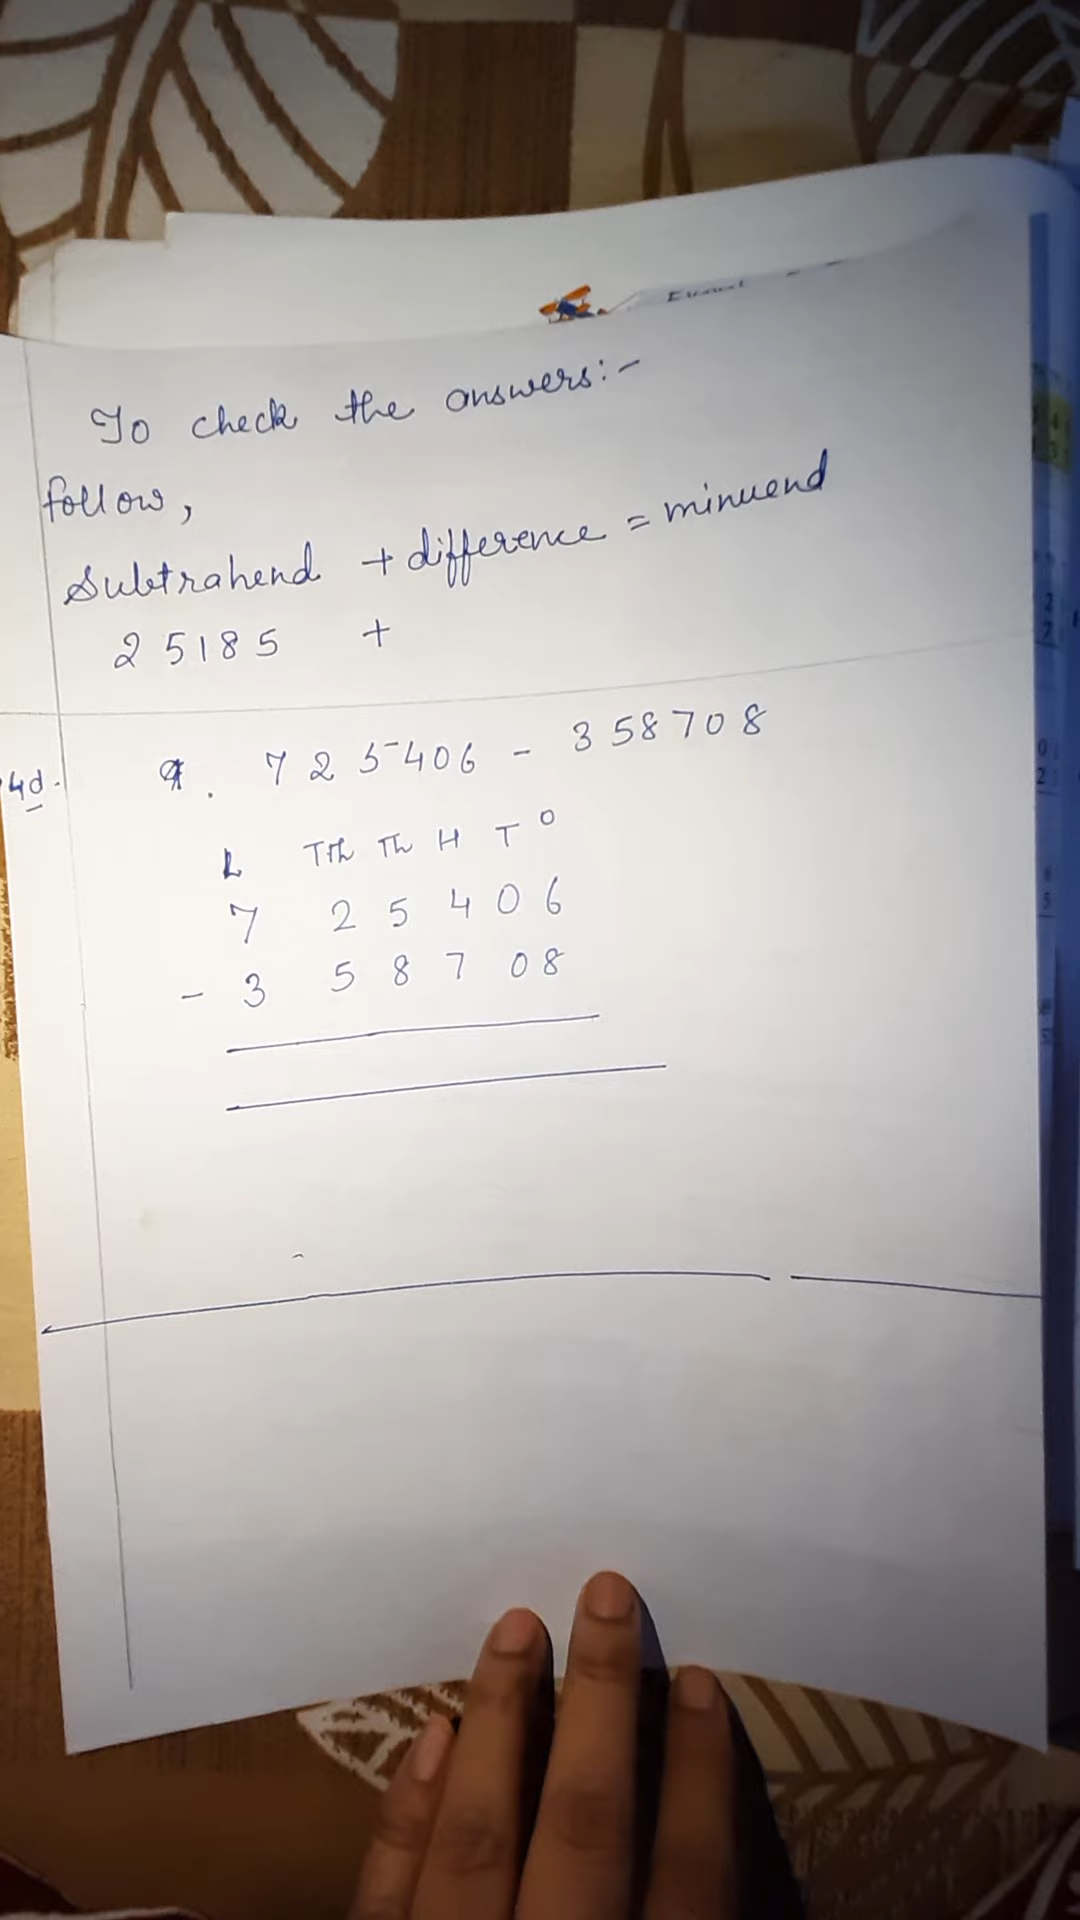 To check the answers:-
follow,
Subtrahend + difference = minuend
25185 +
4d. q. 725406 - 358708
L TTh Th H T O
7 2 5 4 0 6
- 3 5 8 7 0 8